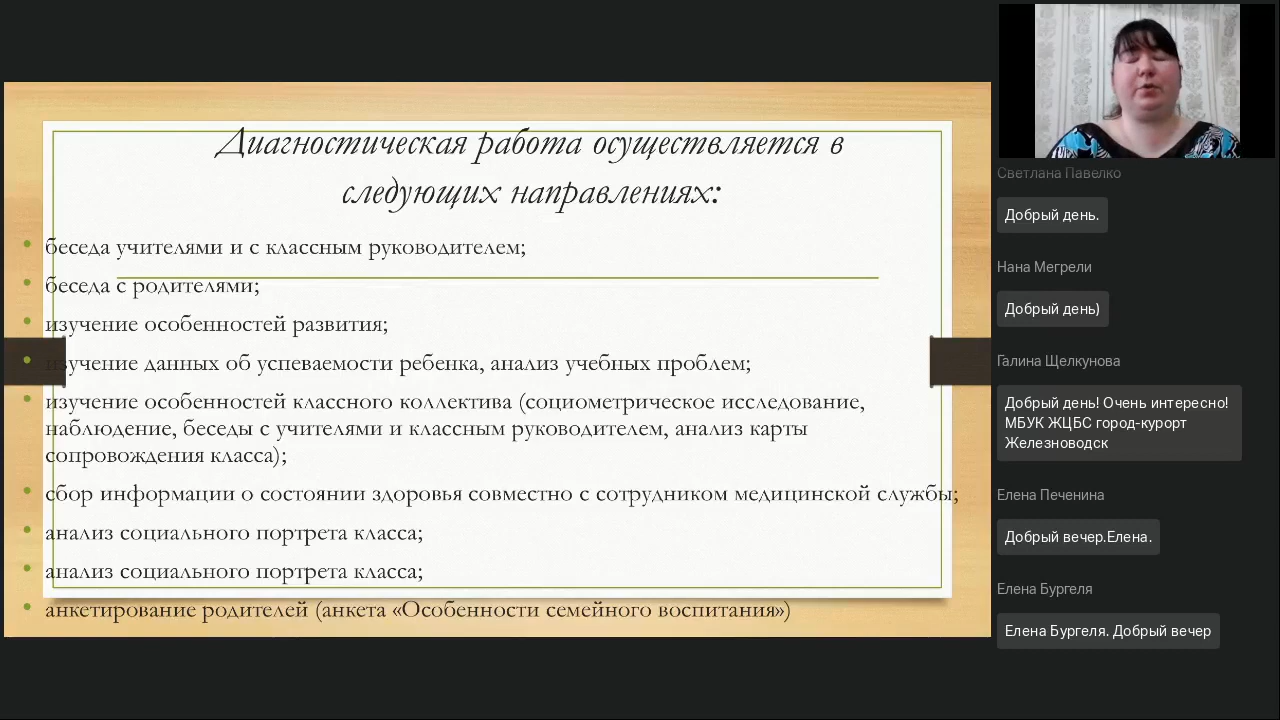 Диагностическая работа осуществляется в
следующих направлениях:
беседа учителями и с классным руководителем;
беседа с родителями;
изучение особенностей развития;
изучение данных об успеваемости ребенка, анализ учебных проблем;
изучение особенностей классного коллектива (социометрическое исследование,
наблюдение, беседы с учителями и классным руководителем, анализ карты
сопровождения класса);
сбор информации о состоянии здоровья совместно с сотрудником медицинской службы;
анализ социального портрета класса;
анализ социального портрета класса;
анкетирование родителей (анкета «Особенности семейного воспитания»)
Светлана Павелко
Добрый день.
Нана Мегрели
Добрый день)
Галина Щелкунова
Добрый день! Очень интересно!
МБУК ЖЦБС город-курорт
Железноводск
Елена Печенина
Добрый вечер.Елена.
Елена Бургеля
Елена Бургеля. Добрый вечер